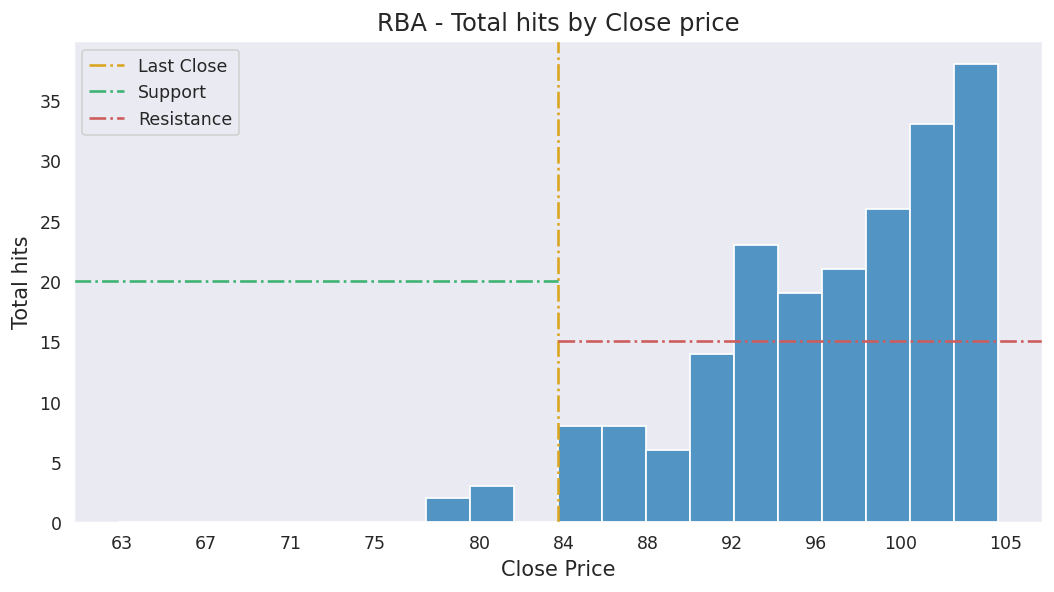 RBA - Total hits by Close price
Last Close
Support
Resistance
Total hits
35
30
25
20
15
10
5
0
63 67 71 75 80 84 88 92 96 100 105
Close Price